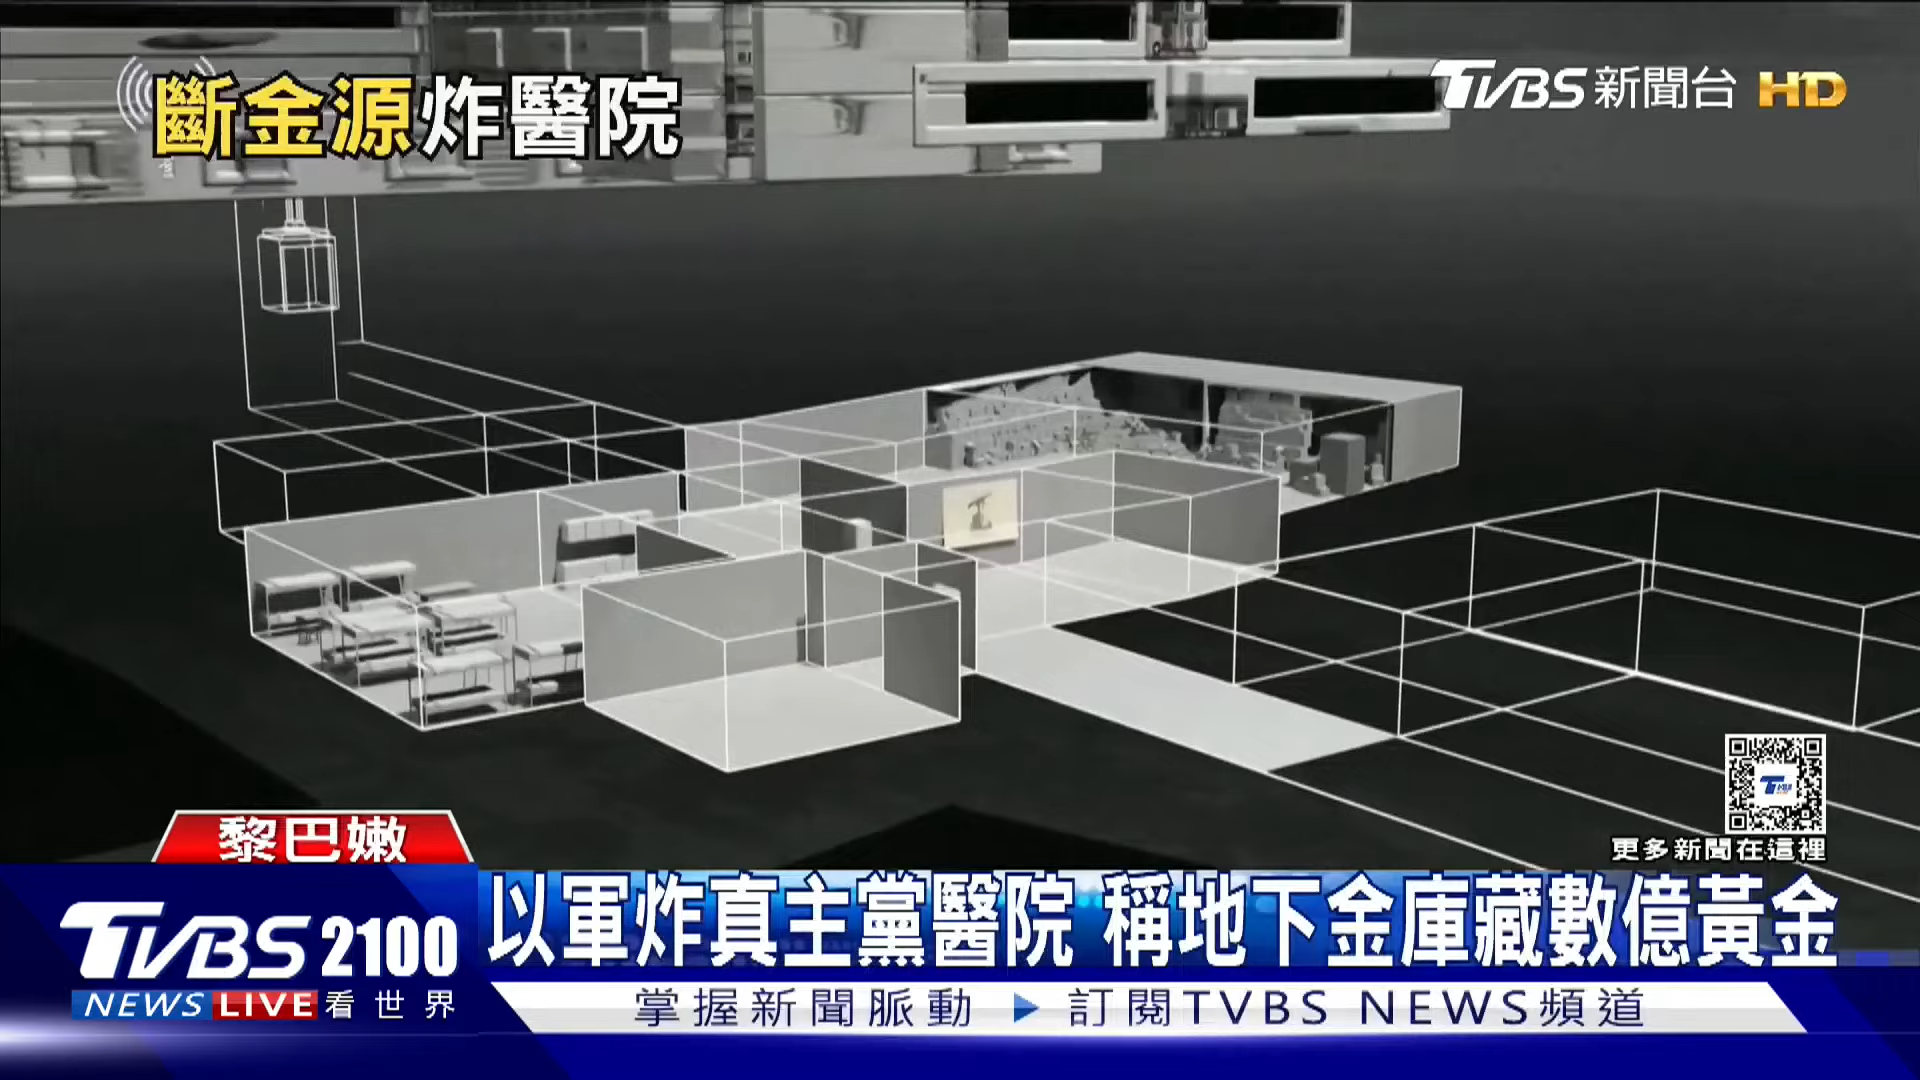 斷金源炸醫院
TVBS新聞台 HD
更多新聞在這裡
黎巴嫩
以軍炸真主黨醫院 稱地下金庫藏數億黃金
TVBS 2100
NEWS LIVE 看世界
掌握新聞脈動 ▶ 訂閱TVBS NEWS頻道